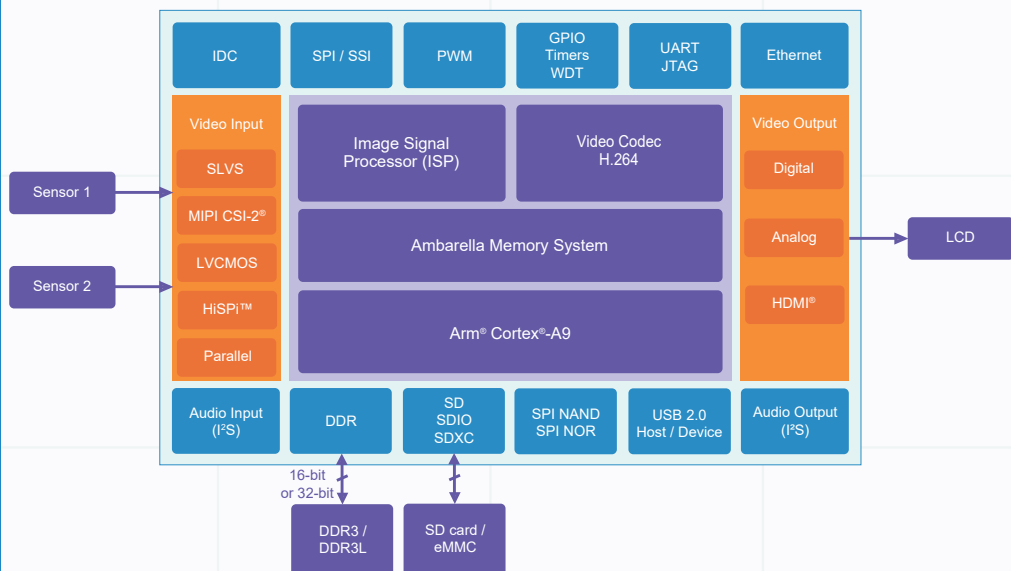 IDC
SPI / SSI
PWM
GPIO
Timers
WDT
UART
JTAG
Ethernet
Video Input
SLVS
MIPI CSI-2®
LVCMOS
HiSPi™
Parallel
Sensor 1
Sensor 2
Image Signal
Processor (ISP)
Video Codec
H.264
Ambarella Memory System
Arm® Cortex®-A9
Video Output
Digital
Analog
HDMI®
LCD
Audio Input
(I²S)
DDR
SD
SDIO
SDXC
SPI NAND
SPI NOR
USB 2.0
Host / Device
Audio Output
(I²S)
16-bit
or 32-bit
DDR3 /
DDR3L
SD card /
eMMC